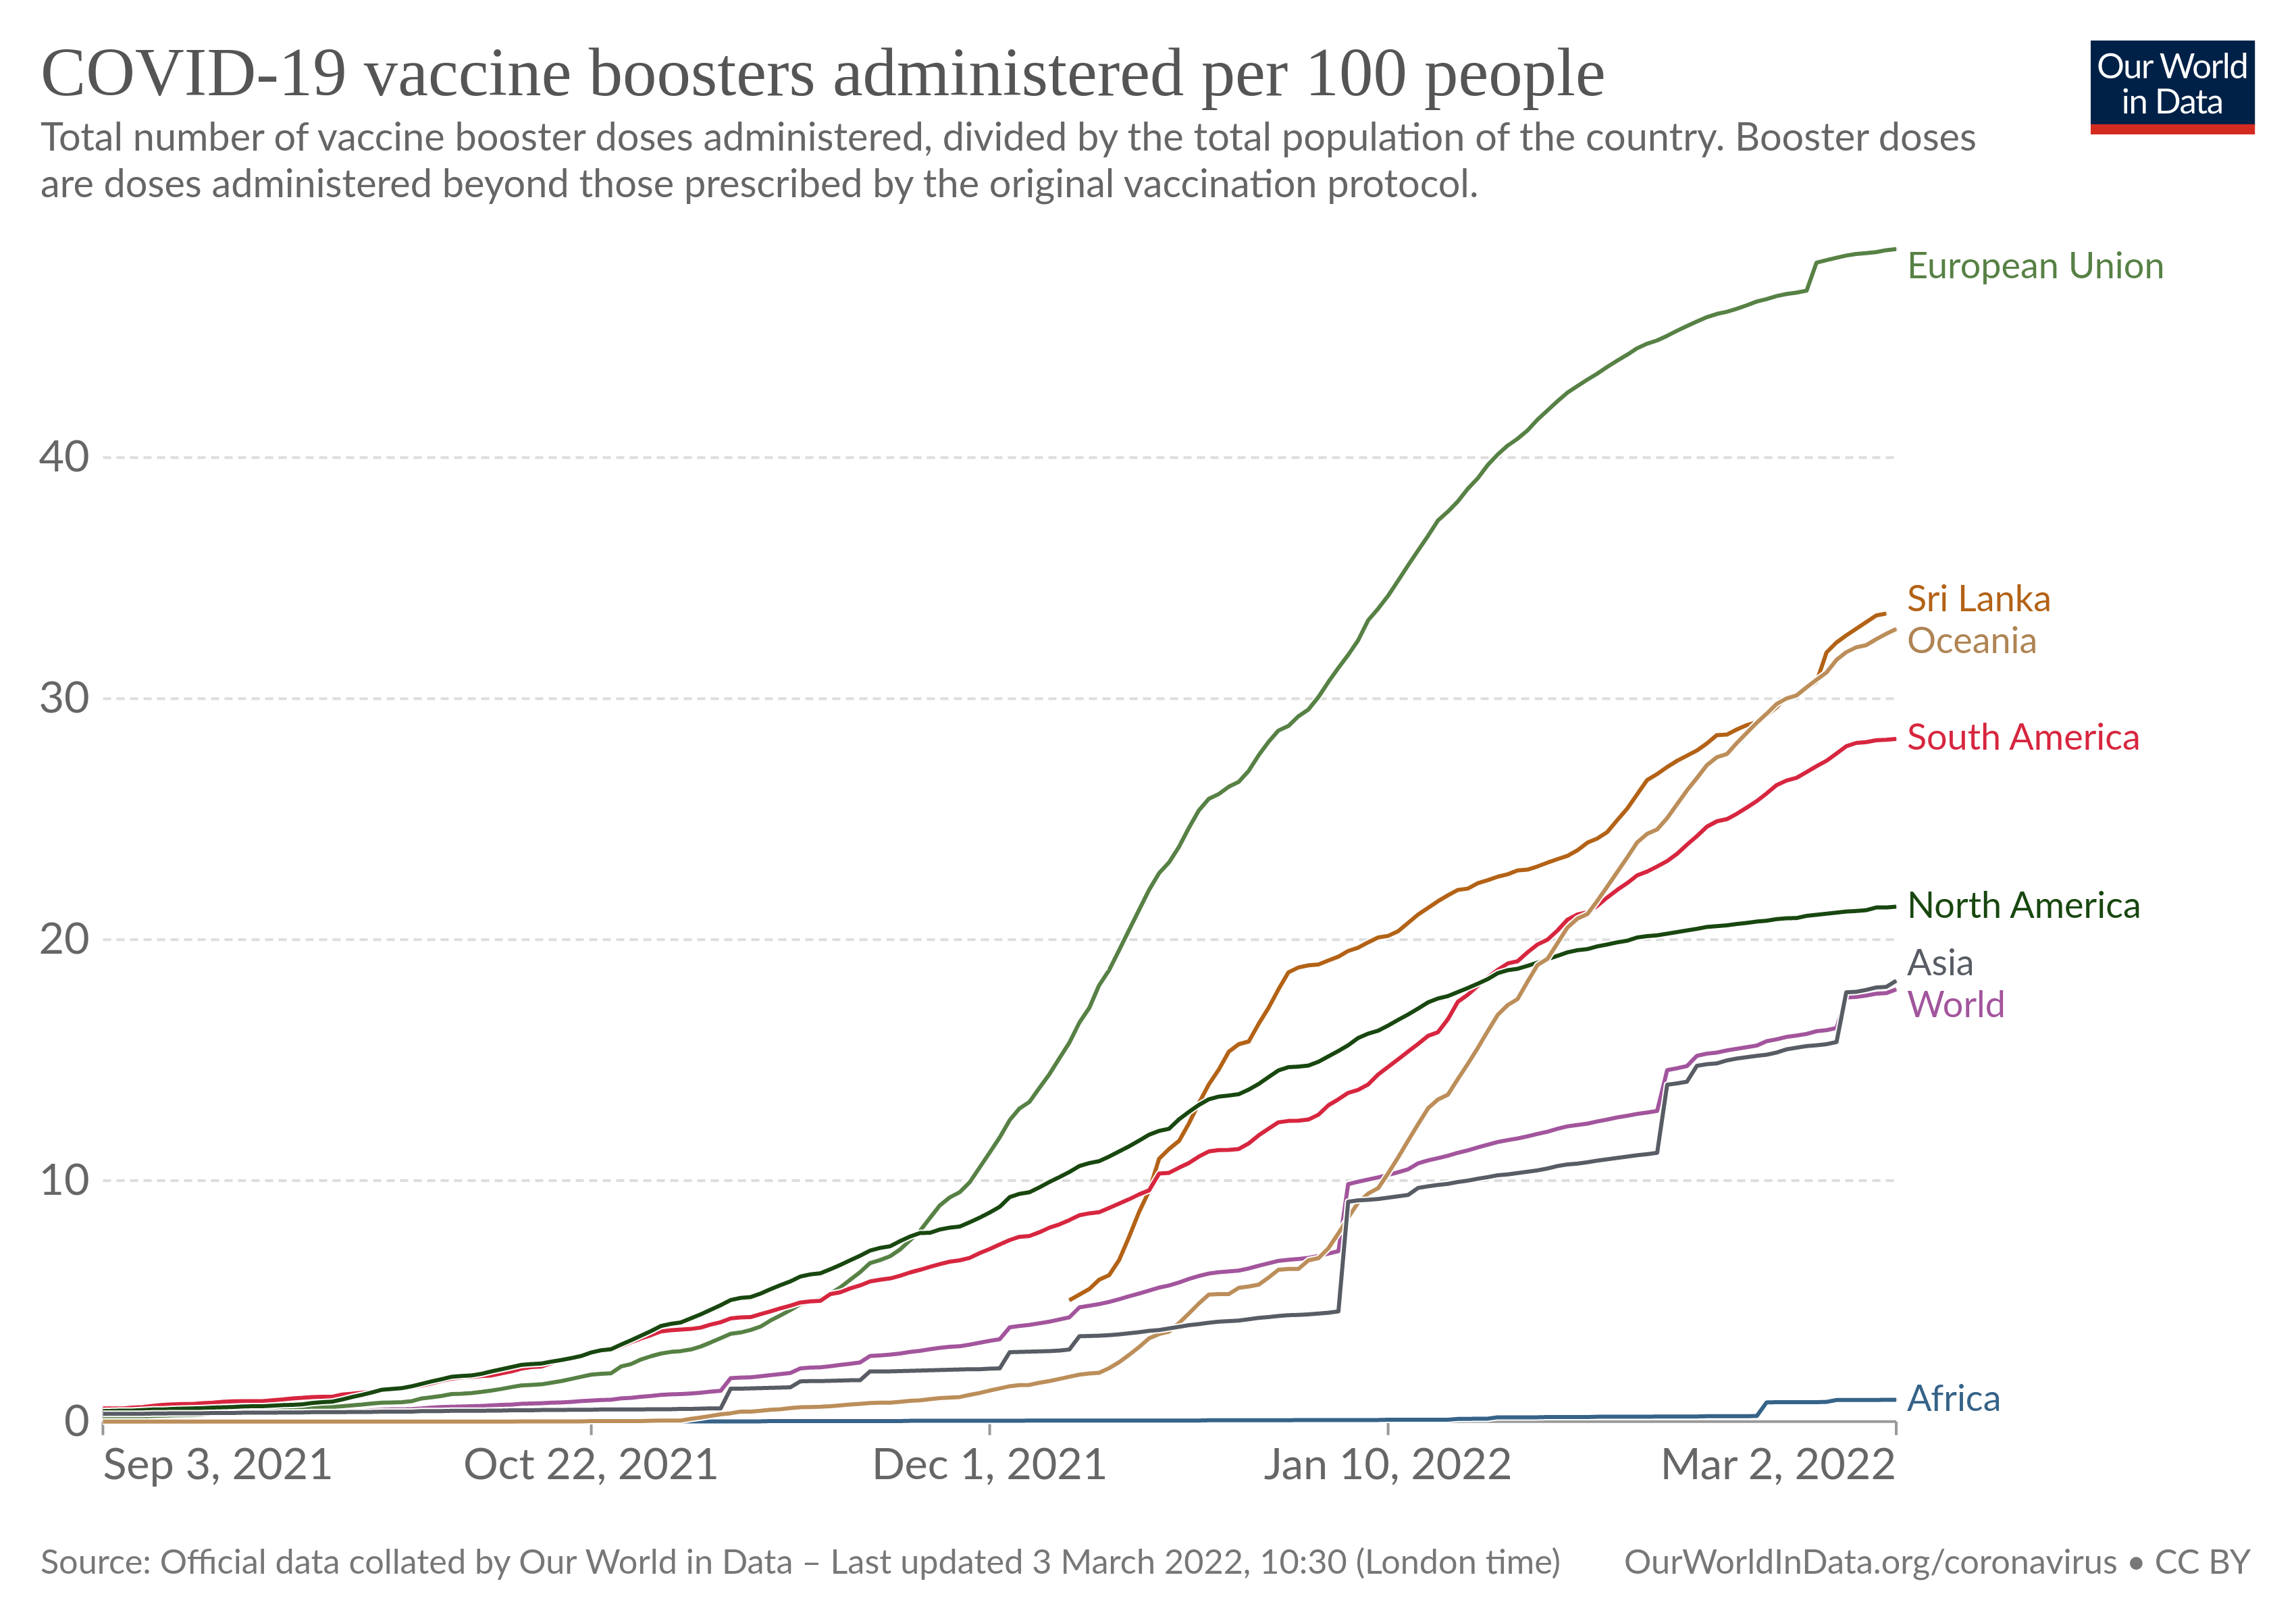 COVID-19 vaccine boosters administered per 100 people
Our World
in Data
Total number of vaccine booster doses administered, divided by the total population of the country. Booster doses
are doses administered beyond those prescribed by the original vaccination protocol.
European Union
40
Sri Lanka
Oceania
30
South America
North America
20
Asia
World
10
Africa
0
Sep 3, 2021 Oct 22, 2021 Dec 1, 2021 Jan 10, 2022 Mar 2, 2022
Source: Official data collated by Our World in Data – Last updated 3 March 2022, 10:30 (London time) OurWorldInData.org/coronavirus • CC BY